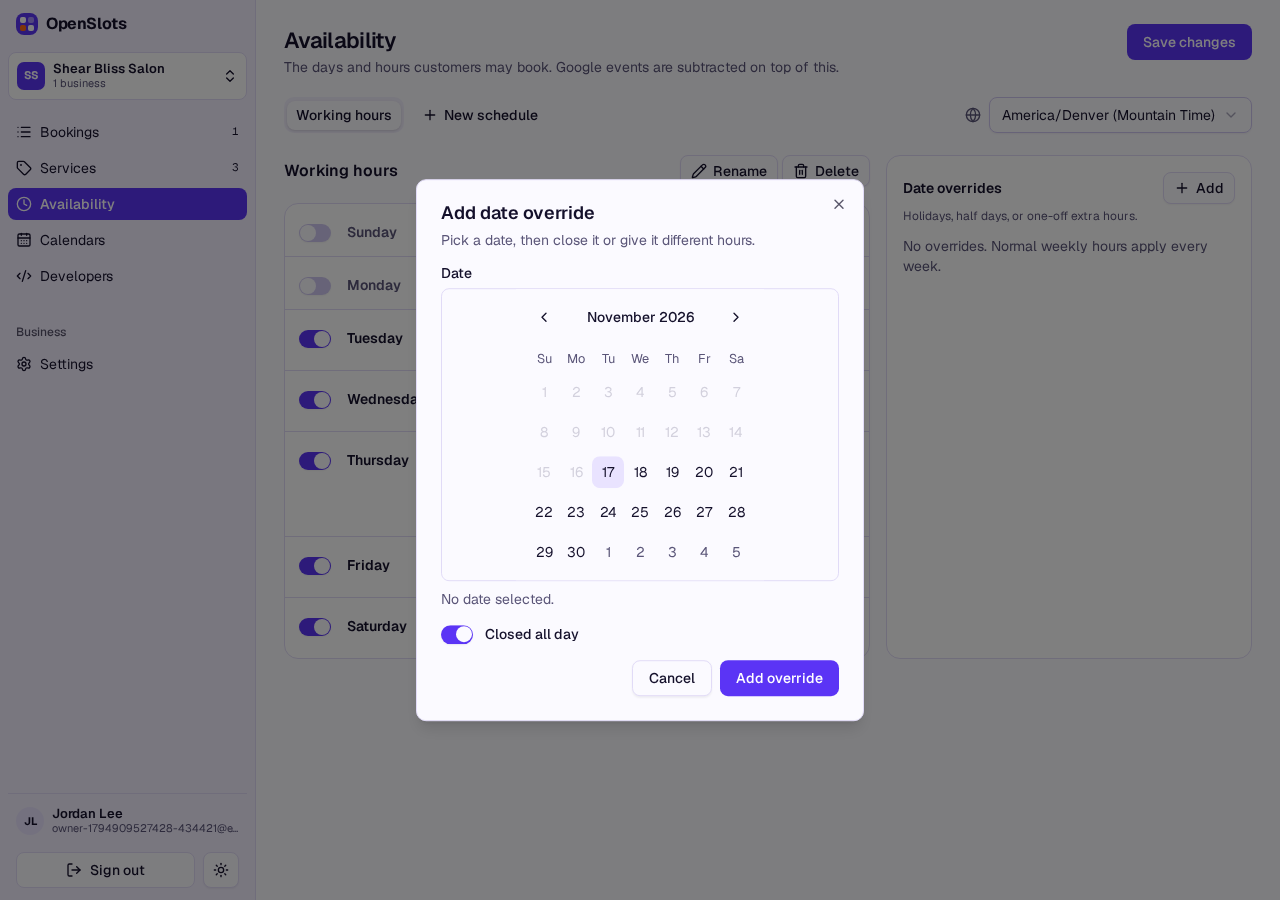 OpenSlots
SS
Shear Bliss Salon
1 business
Bookings 1
Services 3
Availability
Calendars
Developers
Business
Settings
JL
Jordan Lee
owner-1794909527428-434421@e...
Sign out
Availability
The days and hours customers may book. Google events are subtracted on top of this.
Save changes
Working hours
New schedule
America/Denver (Mountain Time)
Working hours
Rename
Delete
Sunday
Monday
Tuesday
Wednesda
Thursday
Friday
Saturday
Date overrides
Add
Holidays, half days, or one-off extra hours.
No overrides. Normal weekly hours apply every
week.
Add date override
Pick a date, then close it or give it different hours.
Date
November 2026
Su Mo Tu We Th Fr Sa
1 2 3 4 5 6 7
8 9 10 11 12 13 14
15 16 17 18 19 20 21
22 23 24 25 26 27 28
29 30 1 2 3 4 5
No date selected.
Closed all day
Cancel
Add override